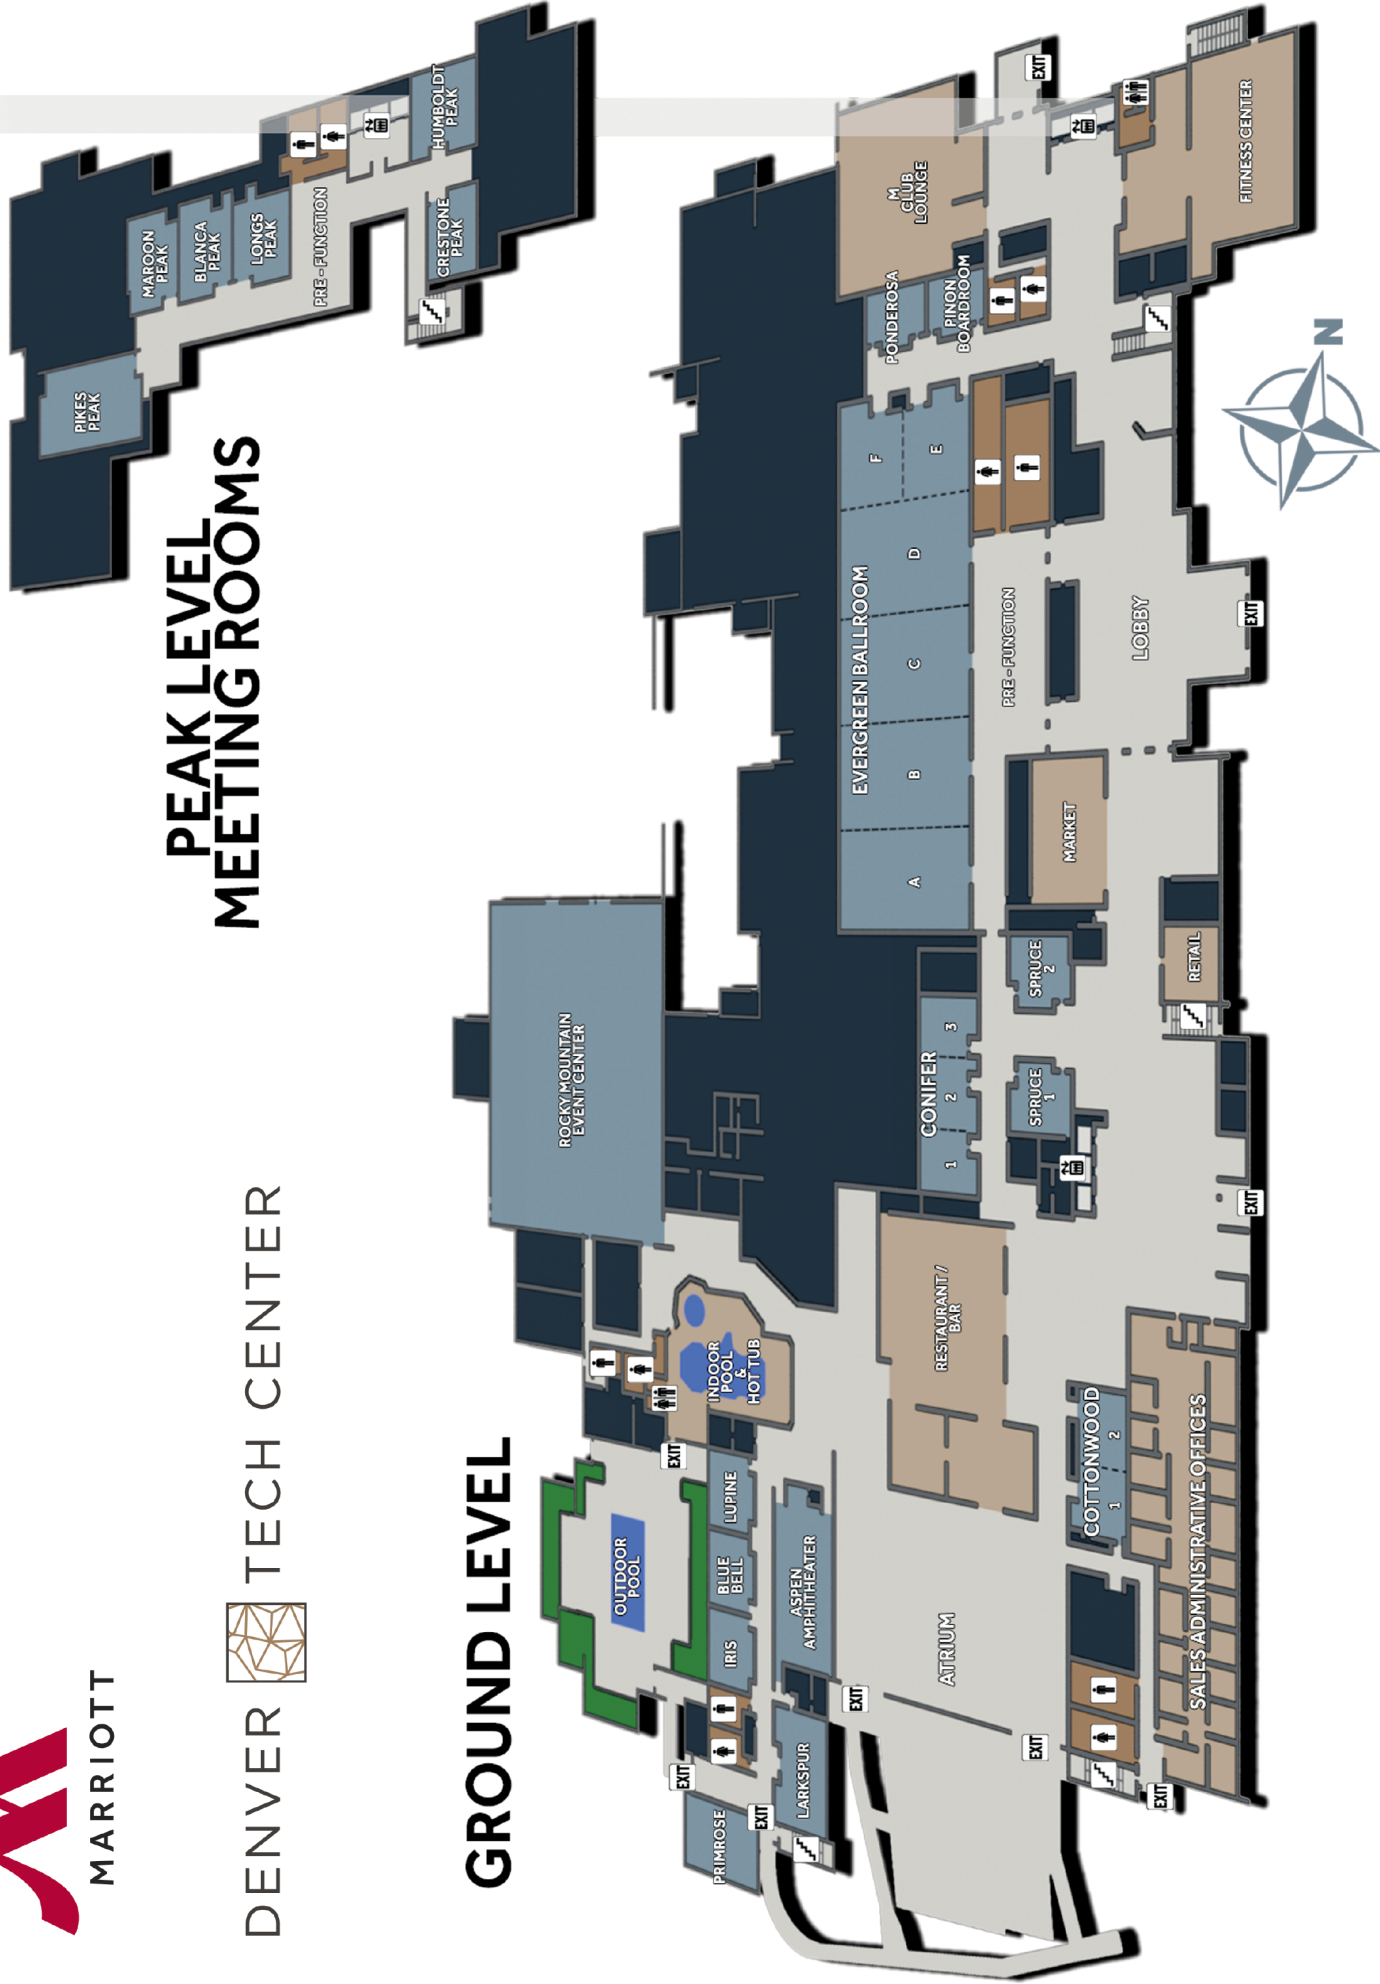 MARRIOTT
DENVER TECH CENTER
PEAK LEVEL
MEETING ROOMS
PIKES
PEAK
MAROON
PEAK
BLANCA
PEAK
LONGS
PEAK
PRE-FUNCTION
CRESTONE
PEAK
HUMBOLDT
PEAK
GROUND LEVEL
ROCKY MOUNTAIN
EVENT CENTER
OUTDOOR
POOL
INDOOR
POOL
&
HOT TUB
EXIT
EXIT
PRIMROSE
IRIS
BLUE
BELL
LUPINE
EXIT
LARKSPUR
ASPEN
AMPHITHEATER
EXIT
ATRIUM
EXIT
RESTAURANT /
BAR
CONIFER
1
2
3
EVERGREEN BALLROOM
A
B
C
D
E
F
PONDEROSA
PINON
BOARDROOM
M
CLUB
LOUNGE
EXIT
PRE-FUNCTION
SPRUCE
1
SPRUCE
2
MARKET
LOBBY
FITNESS CENTER
COTTONWOOD
1
2
RETAIL
SALES ADMINISTRATIVE OFFICES
EXIT
EXIT
EXIT
N